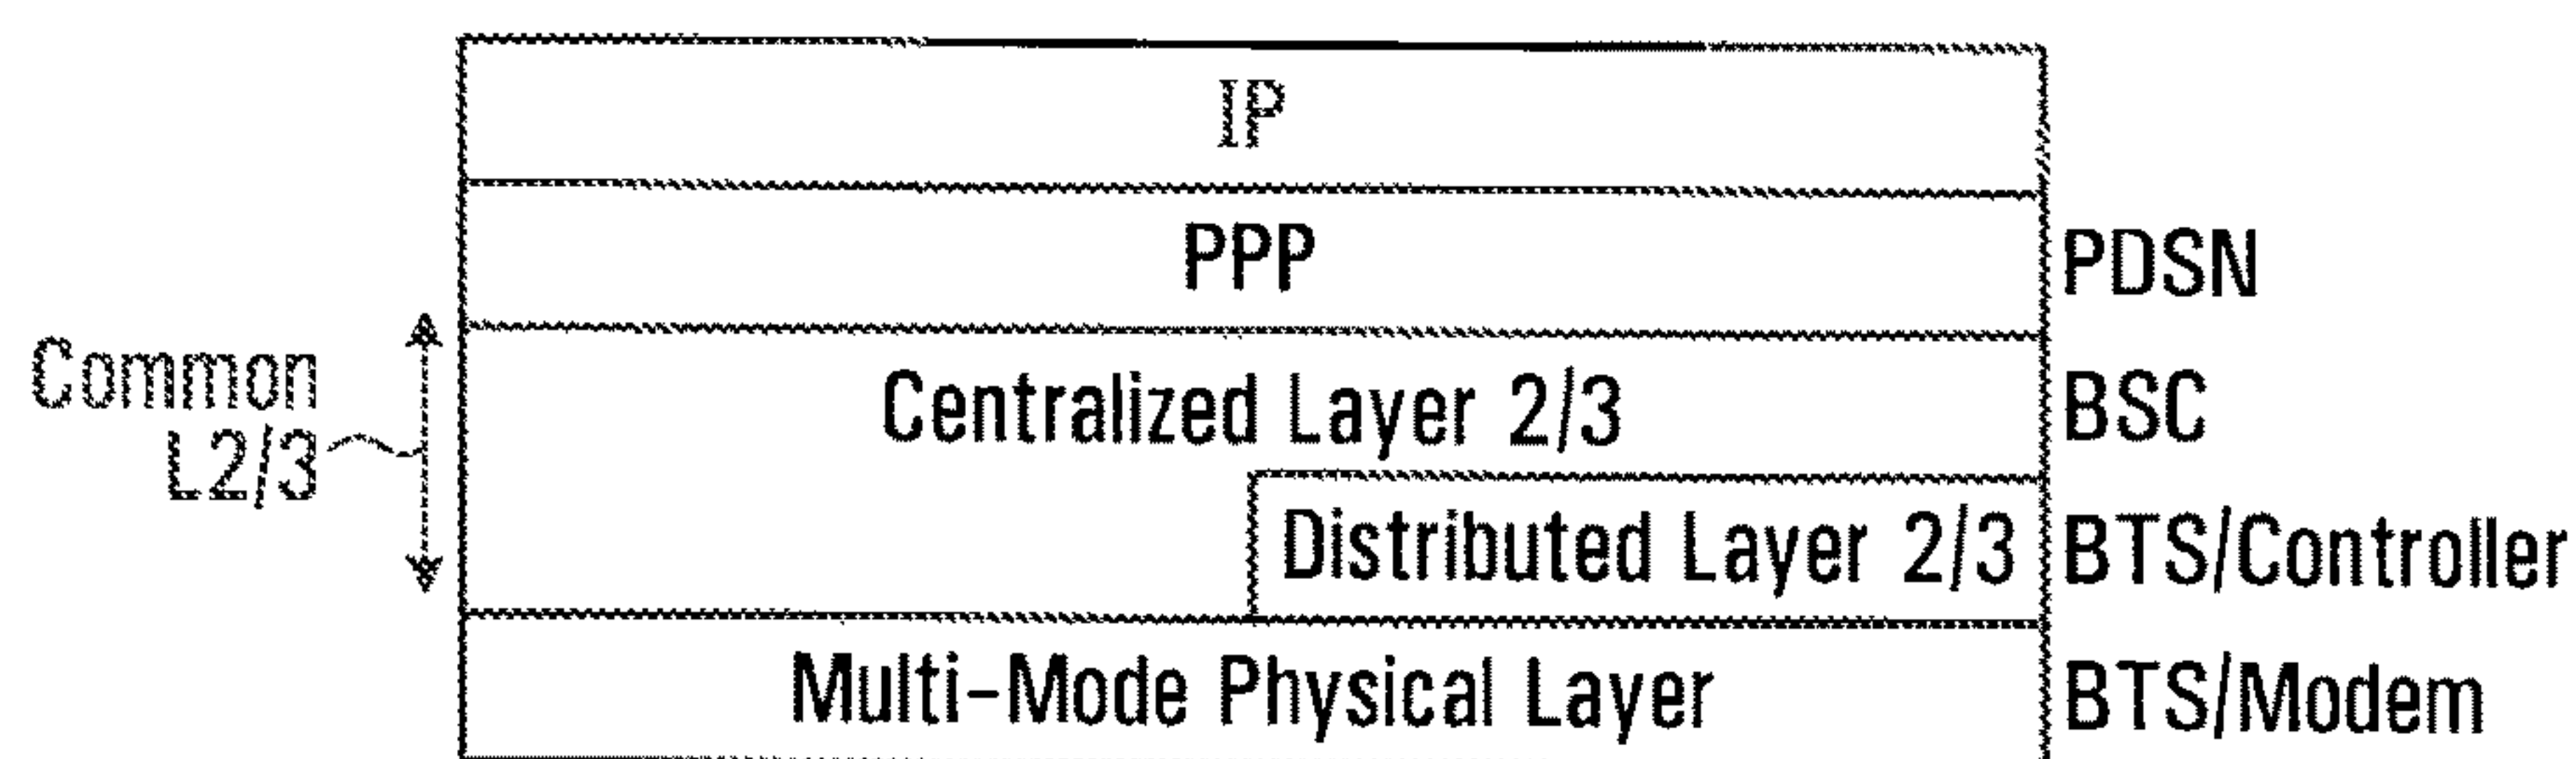 IP
PPP
PDSN
Common
L2/3
Centralized Layer 2/3
BSC
Distributed Layer 2/3
BTS/Controller
Multi-Mode Physical Layer
BTS/Modem